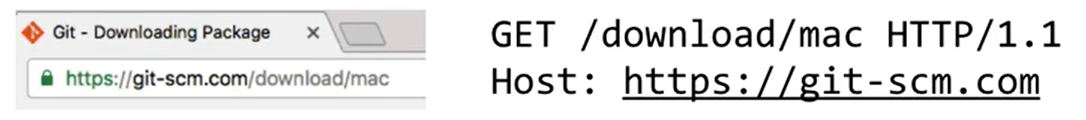 Git - Downloading Package
https://git-scm.com/download/mac
GET /download/mac HTTP/1.1
Host: https://git-scm.com